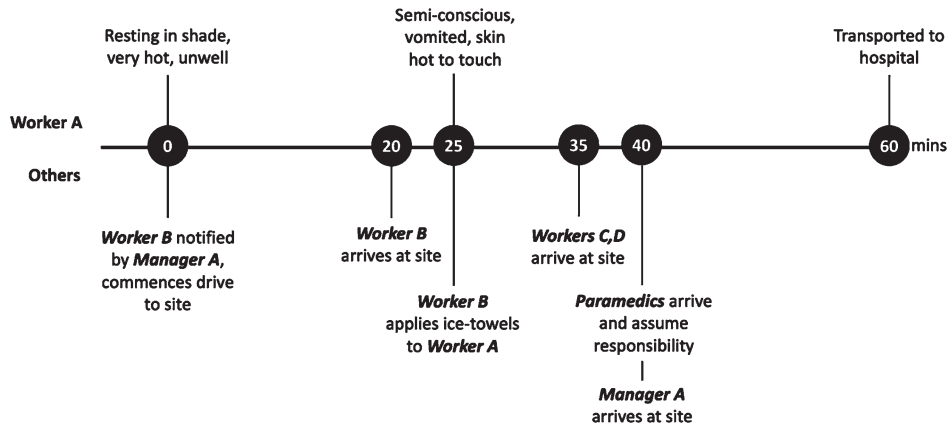 Resting in shade,
very hot, unwell
Semi-conscious,
vomited, skin
hot to touch
Transported to
hospital
Worker A
0
20
25
35
40
60
mins
Others
Worker B notified
by Manager A,
commences drive
to site
Worker B
arrives at site
Workers C,D
arrive at site
Worker B
applies ice-towels
to Worker A
Paramedics arrive
and assume
responsibility
Manager A
arrives at site